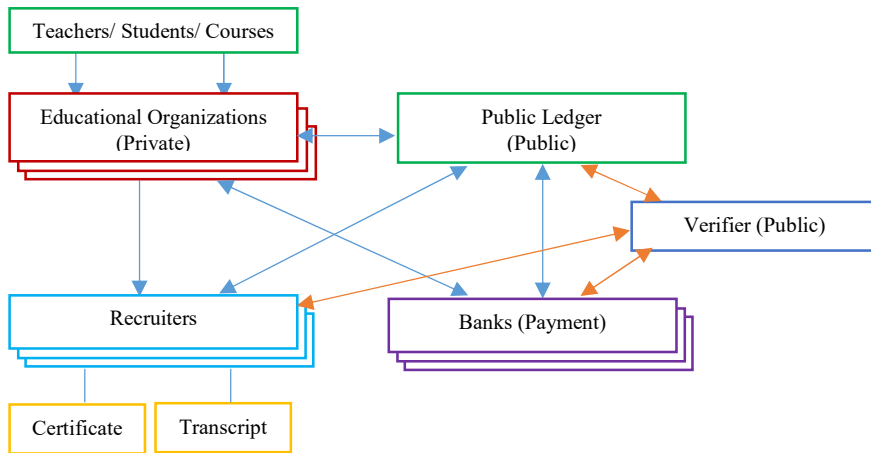 Teachers/ Students/ Courses
Educational Organizations
(Private)
Public Ledger
(Public)
Verifier (Public)
Recruiters
Banks (Payment)
Certificate
Transcript